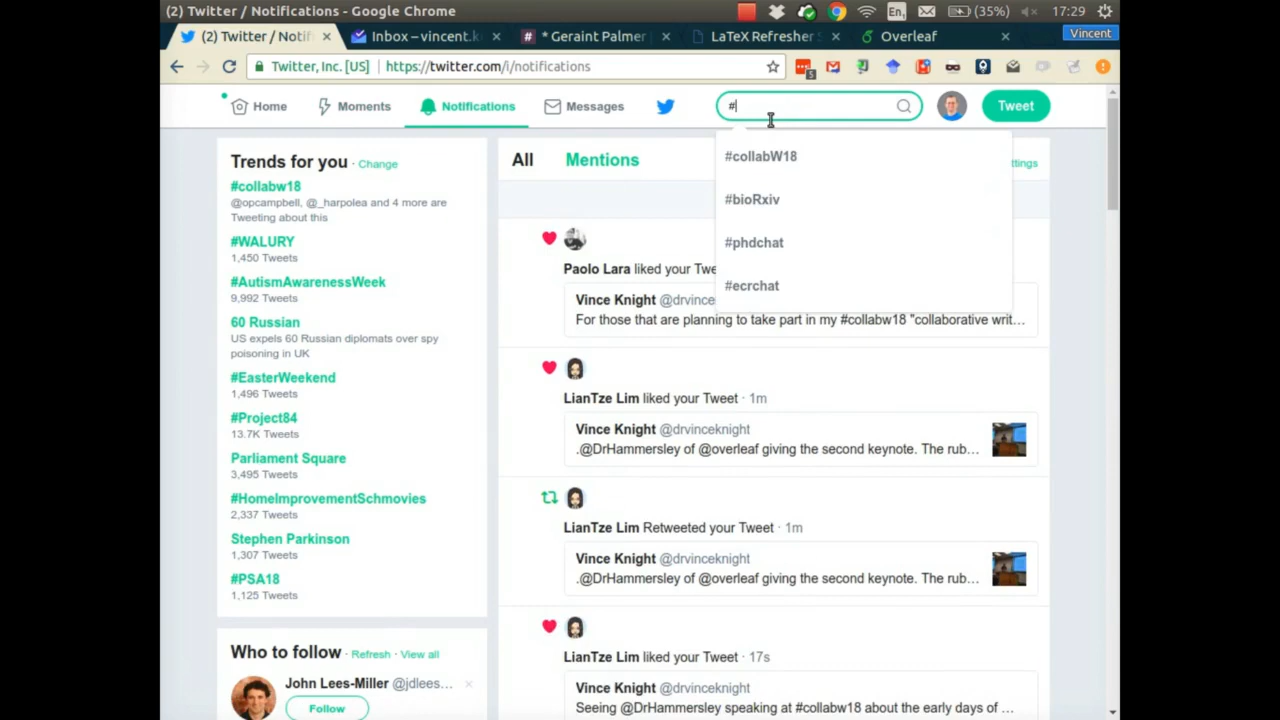 (2) Twitter / Notifications - Google Chrome
En1
(35%)
17:29
(2) Twitter / Notif
Inbox – vincent.k
* Geraint Palmer
LaTeX Refresher S
Overleaf
Vincent
Twitter, Inc. [US]
https://twitter.com/i/notifications
5
Home
Moments
Notifications
Messages
#
Tweet
#collabW18
#bioRxiv
#phdchat
#ecrchat
Trends for you · Change
#collabw18
@opcampbell, @_harpolea and 4 more are
Tweeting about this
#WALURY
1,450 Tweets
#AutismAwarenessWeek
9,992 Tweets
60 Russian
US expels 60 Russian diplomats over spy
poisoning in UK
#EasterWeekend
1,496 Tweets
#Project84
13.7K Tweets
Parliament Square
3,495 Tweets
#HomeImprovementSchmovies
2,337 Tweets
Stephen Parkinson
1,307 Tweets
#PSA18
1,125 Tweets
Who to follow · Refresh · View all
John Lees-Miller @jdlees...
Follow
All
Mentions
ttings
Paolo Lara liked your Twe
Vince Knight @drvince
For those that are planning to take part in my #collabw18 "collaborative writ...
LianTze Lim liked your Tweet · 1m
Vince Knight @drvinceknight
.@DrHammersley of @overleaf giving the second keynote. The rub...
LianTze Lim Retweeted your Tweet · 1m
Vince Knight @drvinceknight
.@DrHammersley of @overleaf giving the second keynote. The rub...
LianTze Lim liked your Tweet · 17s
Vince Knight @drvinceknight
Seeing @DrHammersley speaking at #collabw18 about the early days of ...